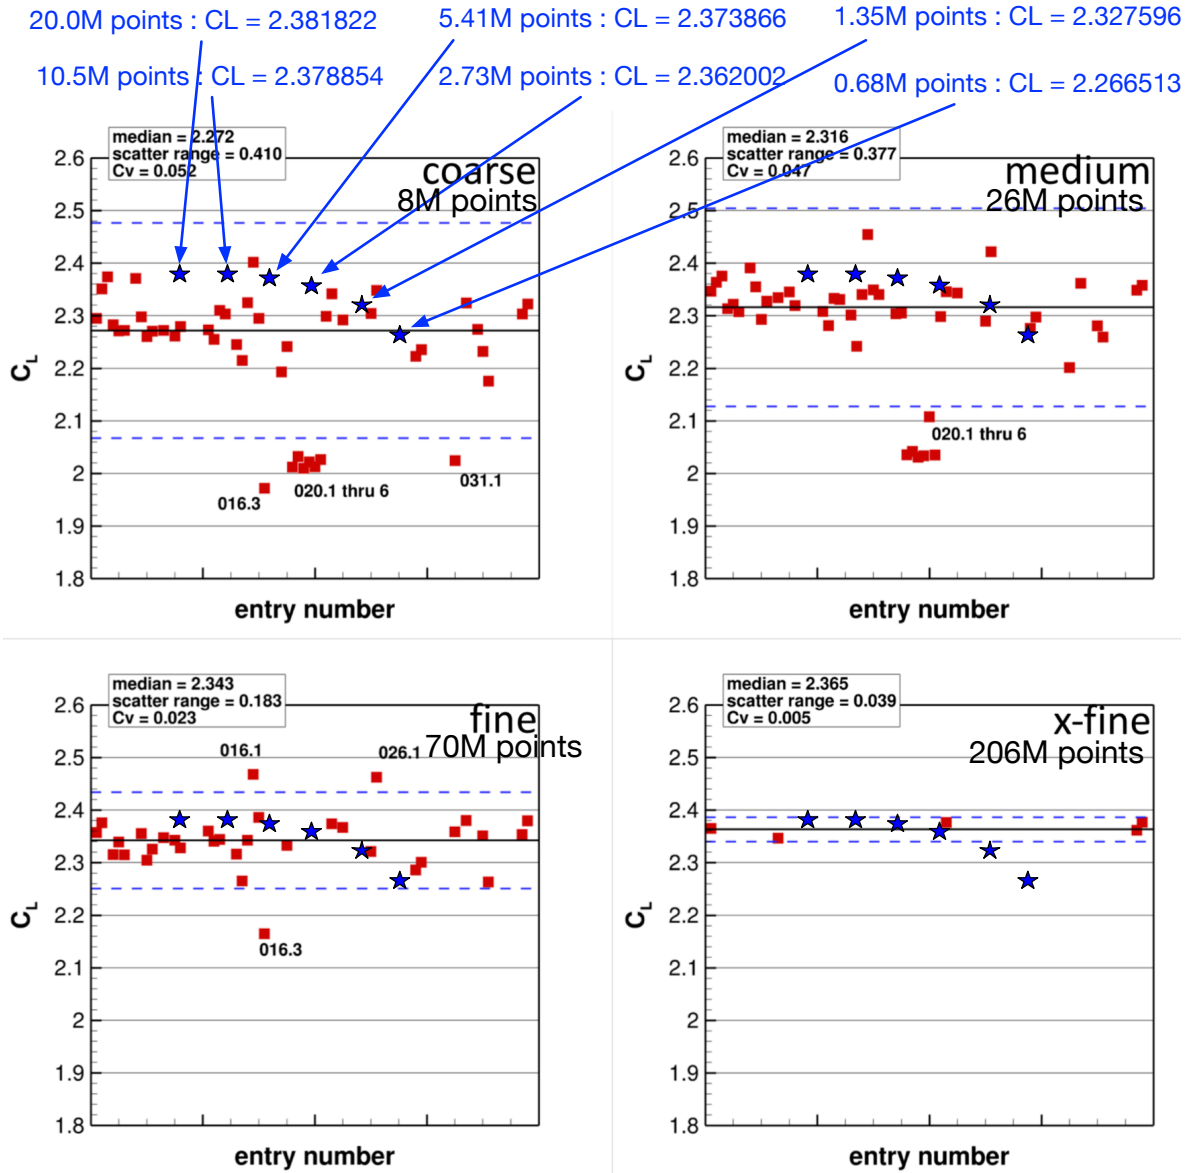 20.0M points : CL = 2.381822
5.41M points : CL = 2.373866
1.35M points : CL = 2.327596
10.5M points : CL = 2.378854
2.73M points : CL = 2.362002
0.68M points : CL = 2.266513
median = 2.272
scatter range = 0.410
Cv = 0.052
coarse
8M points
2.6
2.5
2.4
2.3
2.2
2.1
2
1.9
1.8
CL
016.3
020.1 thru 6
031.1
entry number
median = 2.316
scatter range = 0.377
Cv = 0.047
medium
26M points
2.6
2.5
2.4
2.3
2.2
2.1
2
1.9
1.8
CL
020.1 thru 6
entry number
median = 2.343
scatter range = 0.183
Cv = 0.023
fine
70M points
2.6
2.5
2.4
2.3
2.2
2.1
2
1.9
1.8
CL
016.1
026.1
016.3
entry number
median = 2.365
scatter range = 0.039
Cv = 0.005
x-fine
206M points
2.6
2.5
2.4
2.3
2.2
2.1
2
1.9
1.8
CL
entry number